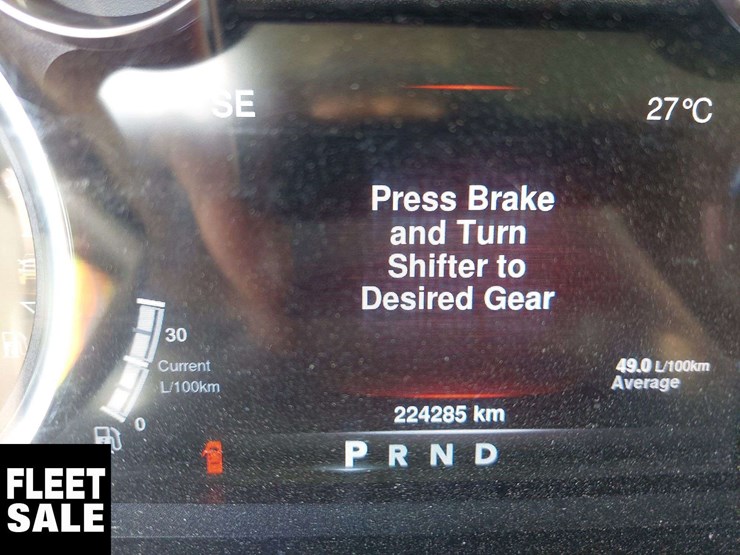 SE
27°C
Press Brake
and Turn
Shifter to
Desired Gear
30
Current
L/100km
0
49.0 L/100km
Average
224285 km
P R N D
FLEET
SALE